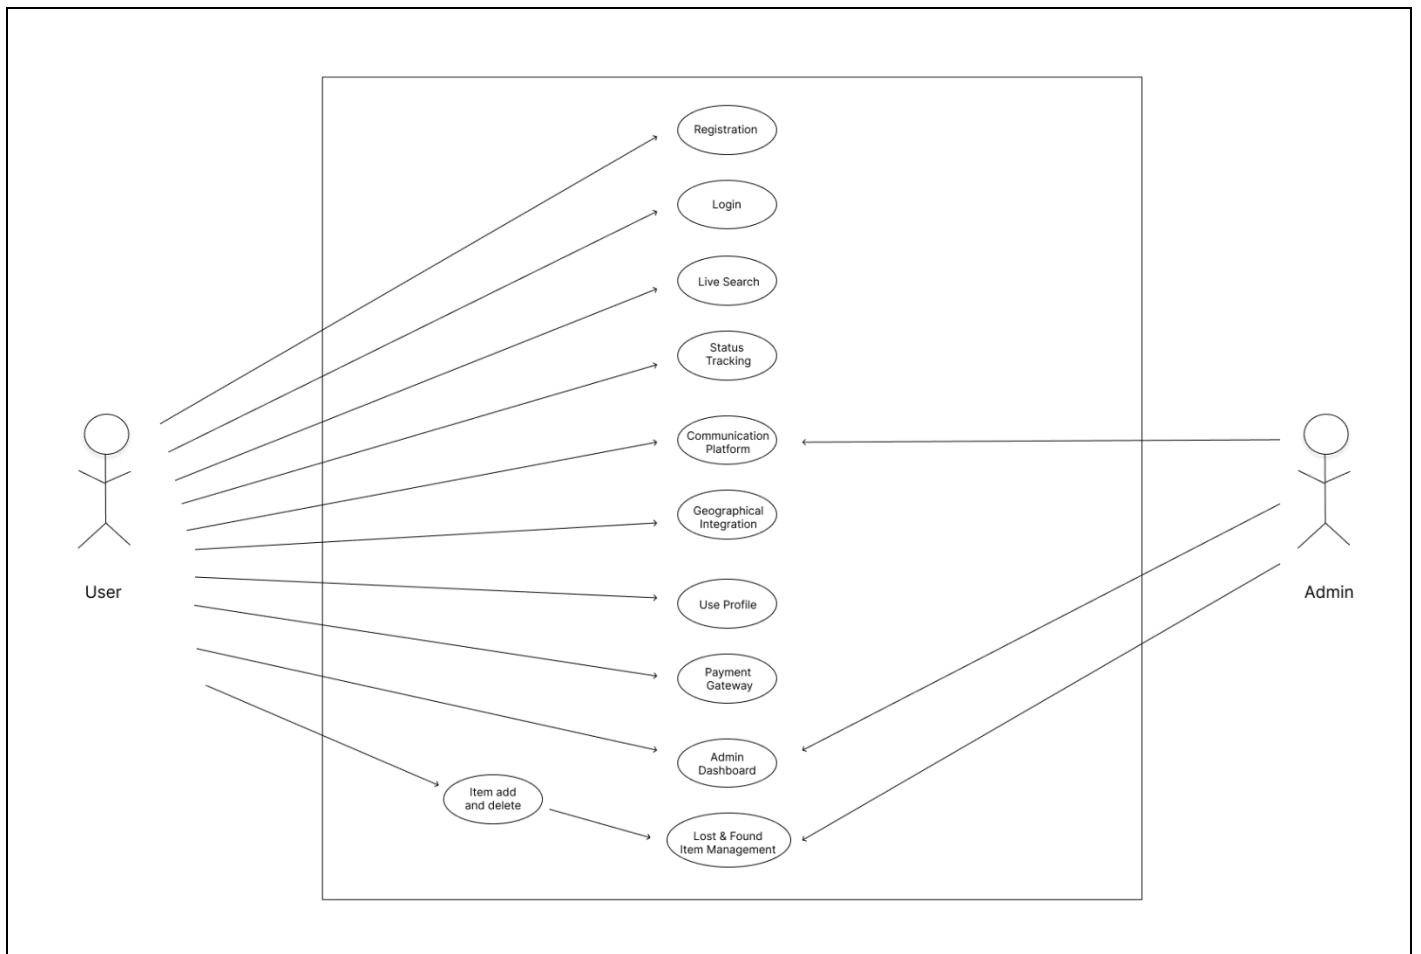 Registration
Login
Live Search
Status
Tracking
Communication
Platform
Geographical
Integration
Use Profile
Payment
Gateway
Admin
Dashboard
Item add
and delete
Lost & Found
Item Management
User
Admin